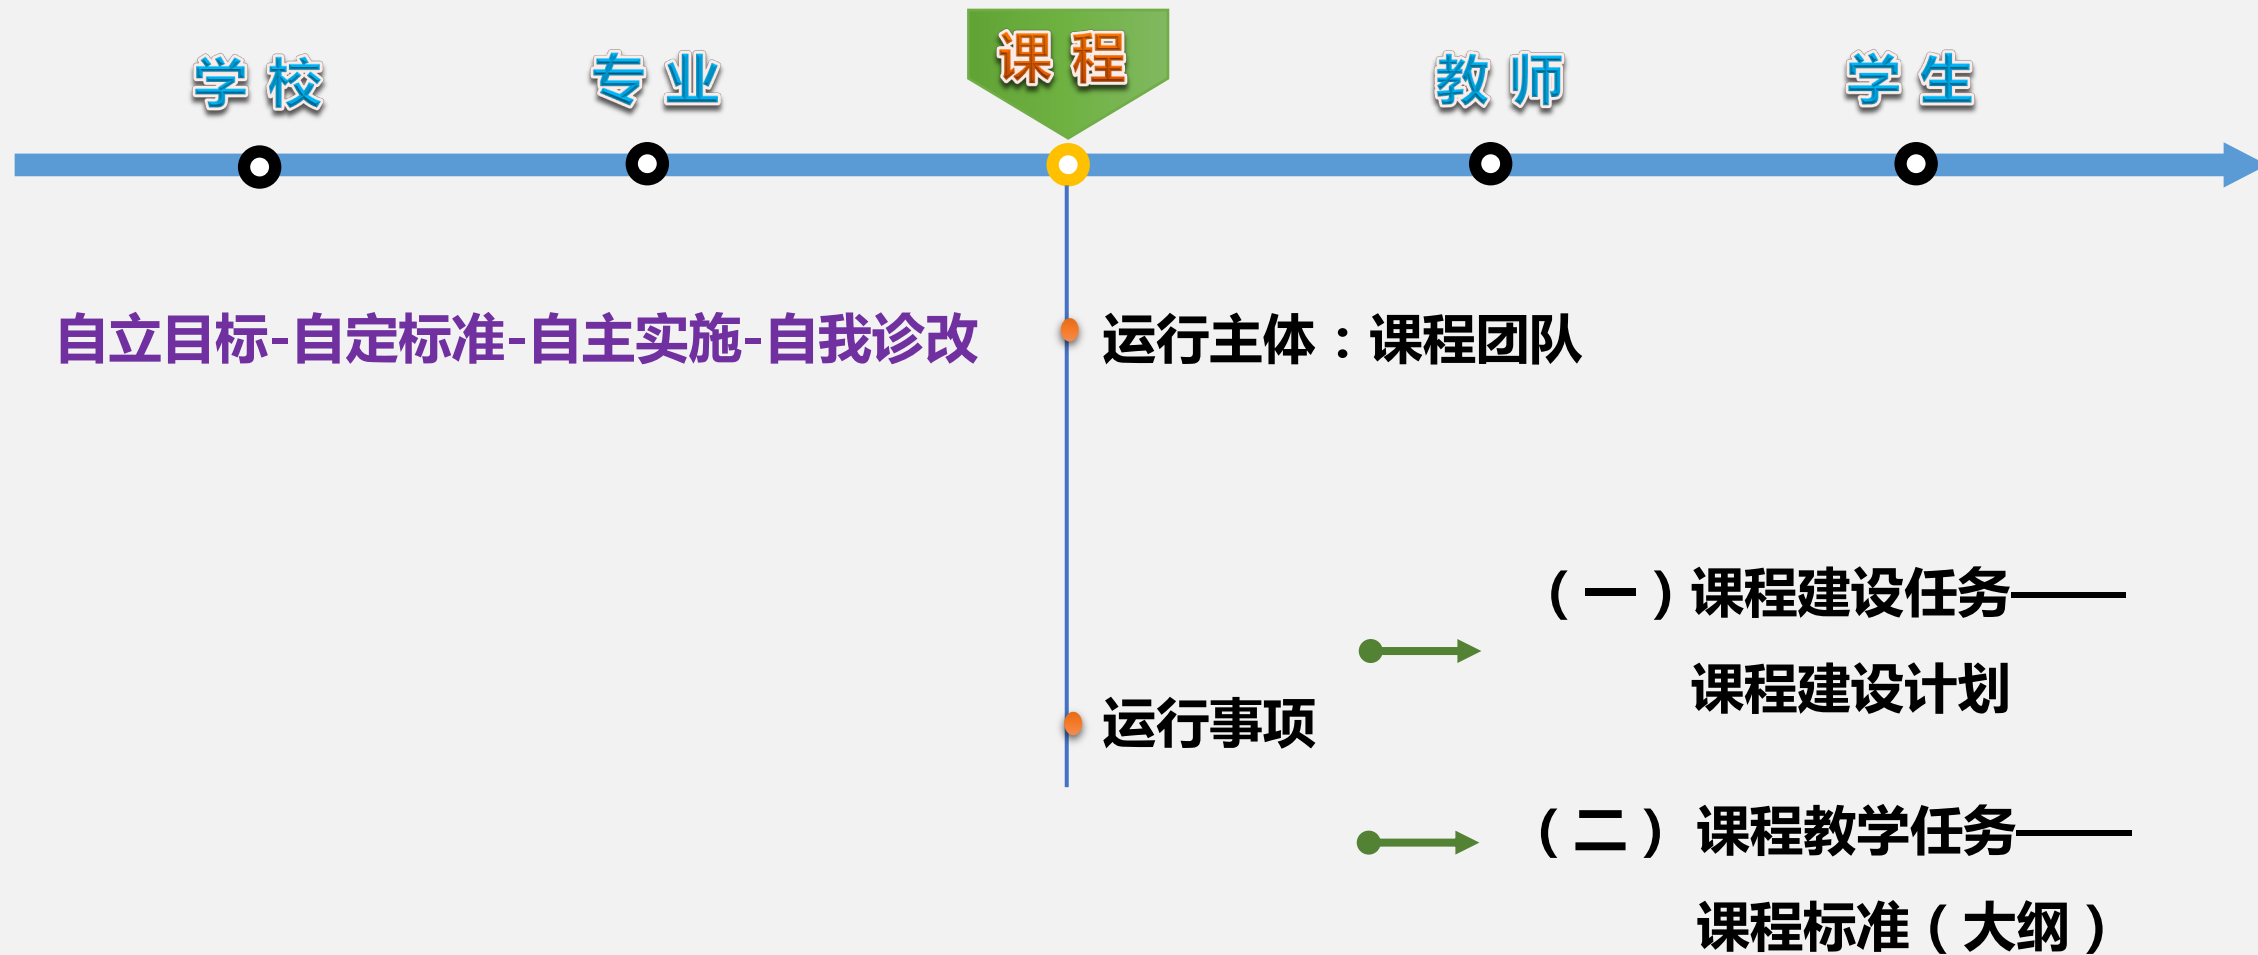 学 校
专 业
课 程
教 师
学 生
自立目标-自定标准-自主实施-自我诊改
运行主体：课程团队
运行事项
（一）课程建设任务——
课程建设计划
（二） 课程教学任务——
课程标准（大纲）